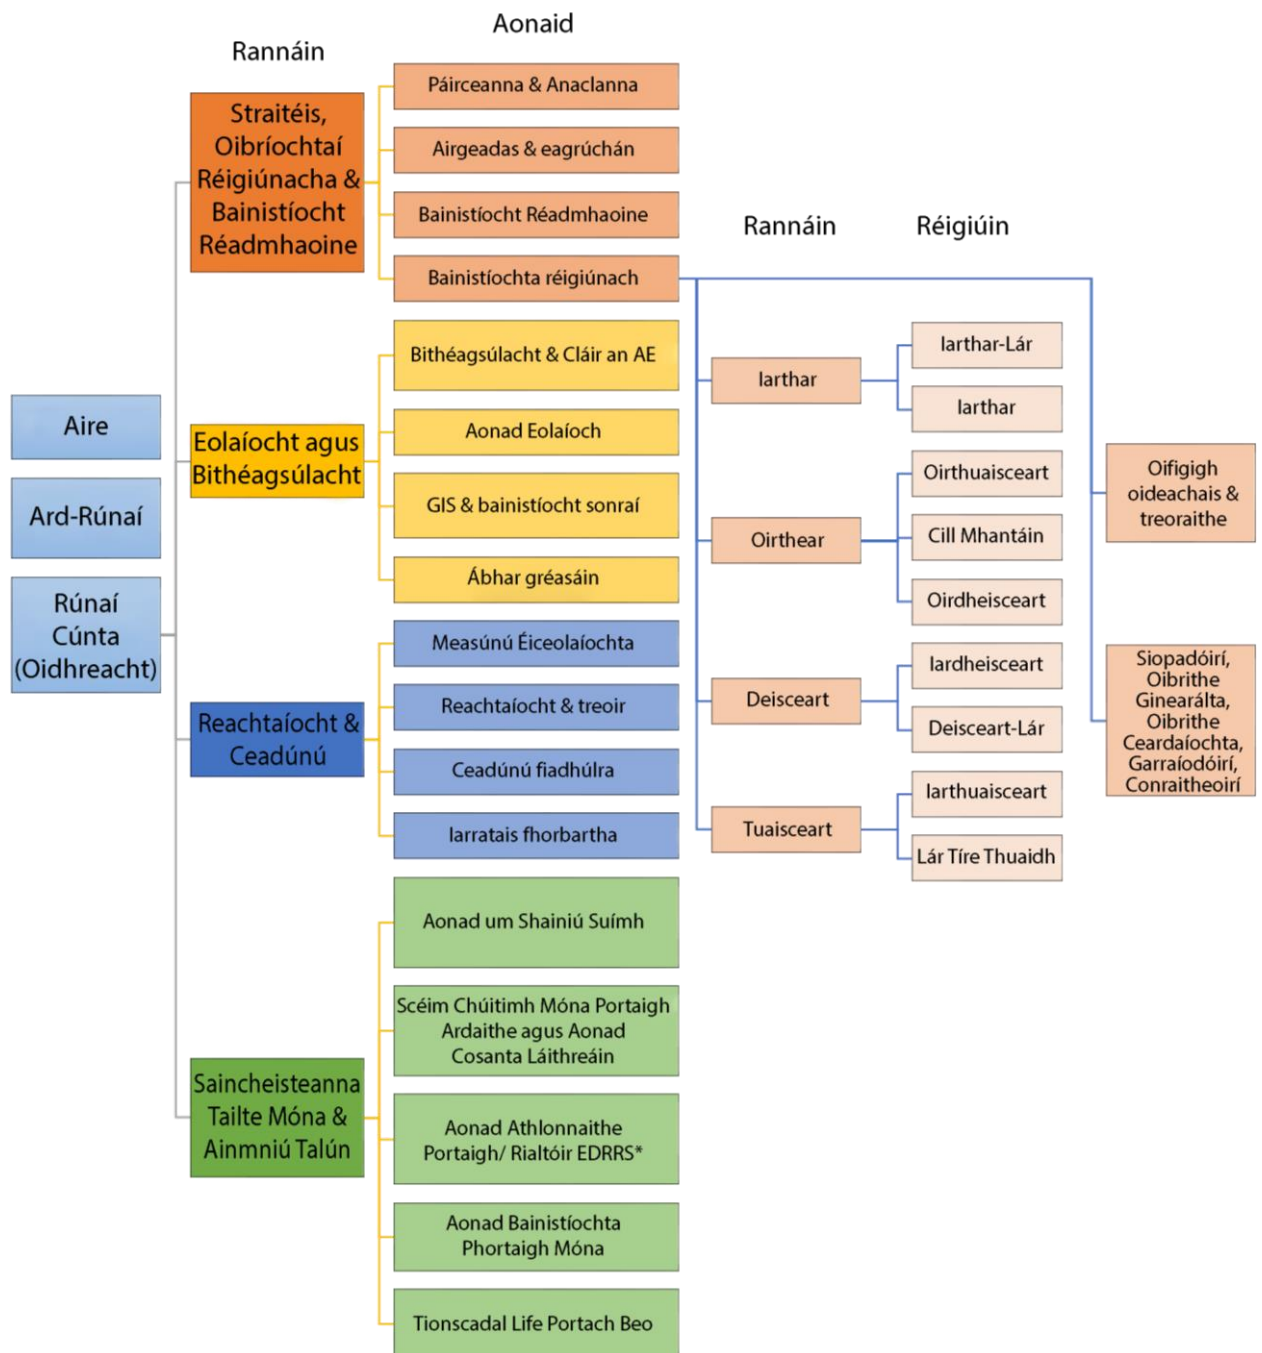 Aonaid
Rannáin
Aire
Ard-Rúnaí
Rúnaí
Cúnta
(Oidhreacht)
Straitéis,
Oibríochtaí
Réigiúnacha &
Bainistíocht
Réadmhaoine
Páirceanna & Anaclanna
Airgeadas & eagrúchán
Bainistíocht Réadmhaoine
Bainistíochta réigiúnach
Eolaíocht agus
Bithéagsúlacht
Bithéagsúlacht & Cláir an AE
Aonad Eolaíoch
GIS & bainistíocht sonraí
Ábhar gréasáin
Reachtaíocht &
Ceadúnú
Measúnú Éiceolaíochta
Reachtaíocht & treoir
Ceadúnú fiadhúlra
Iarratais fhorbartha
Saincheisteanna
Tailte Móna &
Ainmniú Talún
Aonad um Shainiú Suímh
Scéim Chúitimh Móna Portaigh
Ardaithe agus Aonad
Cosanta Láithreáin
Aonad Athlonnaithe
Portaigh/ Rialtóir EDRRS*
Aonad Bainistíochta
Phortaigh Móna
Tionscadal Life Portach Beo
Rannáin
Réigiúin
Iarthar
Iarthar-Lár
Iarthar
Oirthear
Oirthuaisceart
Cill Mhantáin
Oirdheisceart
Deisceart
Iardheisceart
Deisceart-Lár
Tuaisceart
Iarthuaisceart
Lár Tíre Thuaidh
Oifigigh
oideachais &
treoraithe
Siopadóirí,
Oibrithe
Ginearálta,
Oibrithe
Ceardaíochta,
Garraíodóirí,
Conraitheoirí